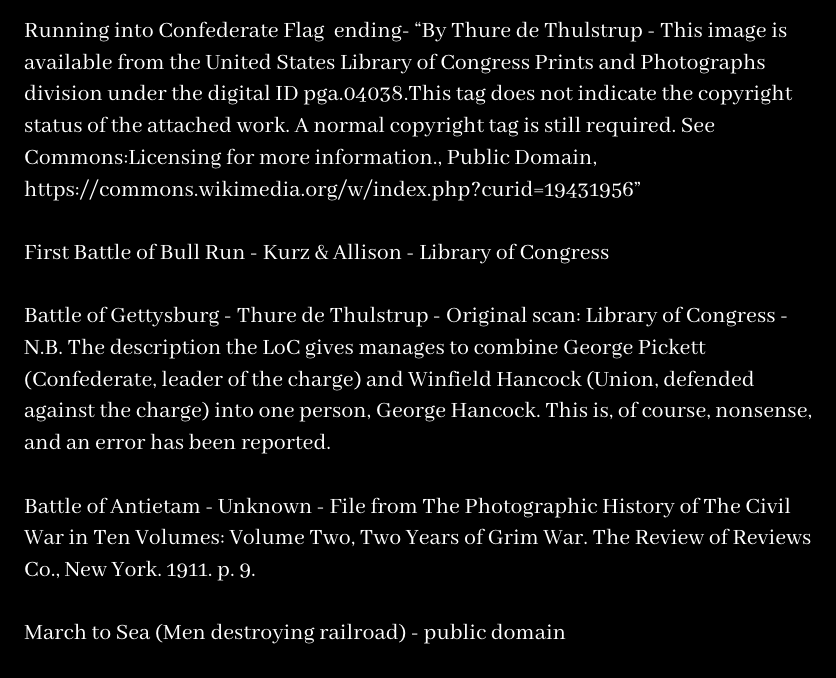 Running into Confederate Flag  ending- “By Thure de Thulstrup - This image is
available from the United States Library of Congress Prints and Photographs
division under the digital ID pga.04038.This tag does not indicate the copyright
status of the attached work. A normal copyright tag is still required. See
Commons:Licensing for more information., Public Domain,
https://commons.wikimedia.org/w/index.php?curid=19431956”
First Battle of Bull Run - Kurz & Allison - Library of Congress
Battle of Gettysburg - Thure de Thulstrup - Original scan: Library of Congress -
N.B. The description the LoC gives manages to combine George Pickett
(Confederate, leader of the charge) and Winfield Hancock (Union, defended
against the charge) into one person, George Hancock. This is, of course, nonsense,
and an error has been reported.
Battle of Antietam - Unknown - File from The Photographic History of The Civil
War in Ten Volumes: Volume Two, Two Years of Grim War. The Review of Reviews
Co., New York. 1911. p. 9.
March to Sea (Men destroying railroad) - public domain